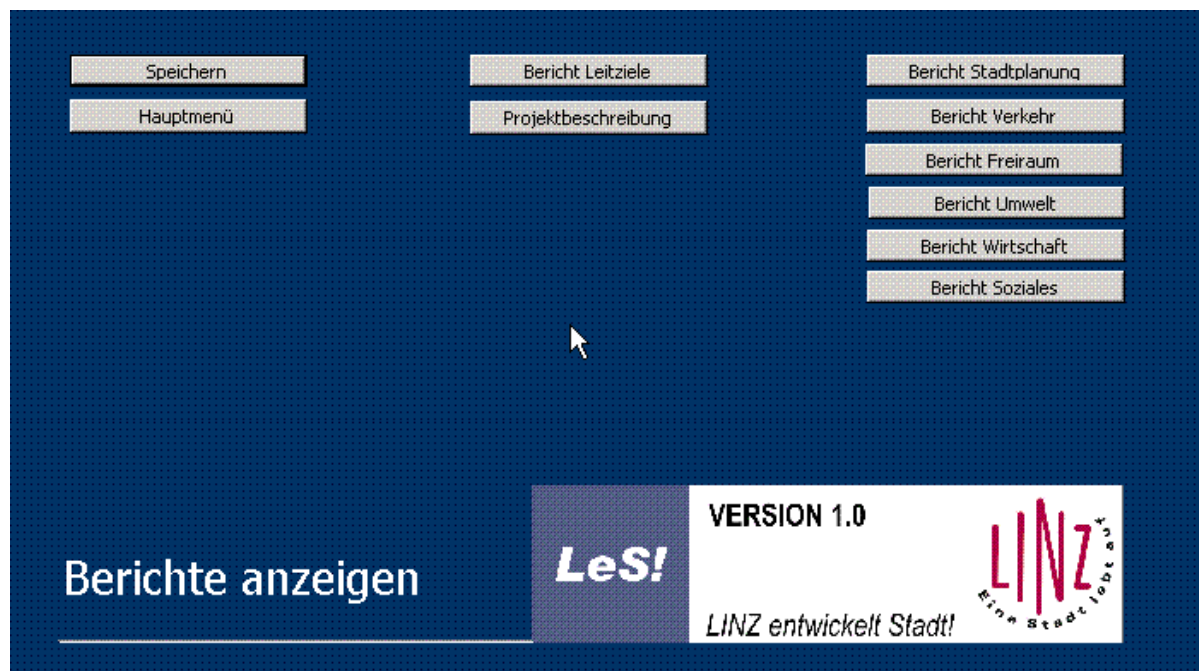 Speichern
Hauptmenü
Bericht Leitziele
Projektbeschreibung
Bericht Stadtplanung
Bericht Verkehr
Bericht Freiraum
Bericht Umwelt
Bericht Wirtschaft
Bericht Soziales
Berichte anzeigen
LeS!
VERSION 1.0
LINZ entwickelt Stadt!
LINZ
Eine Stadt lebt auf